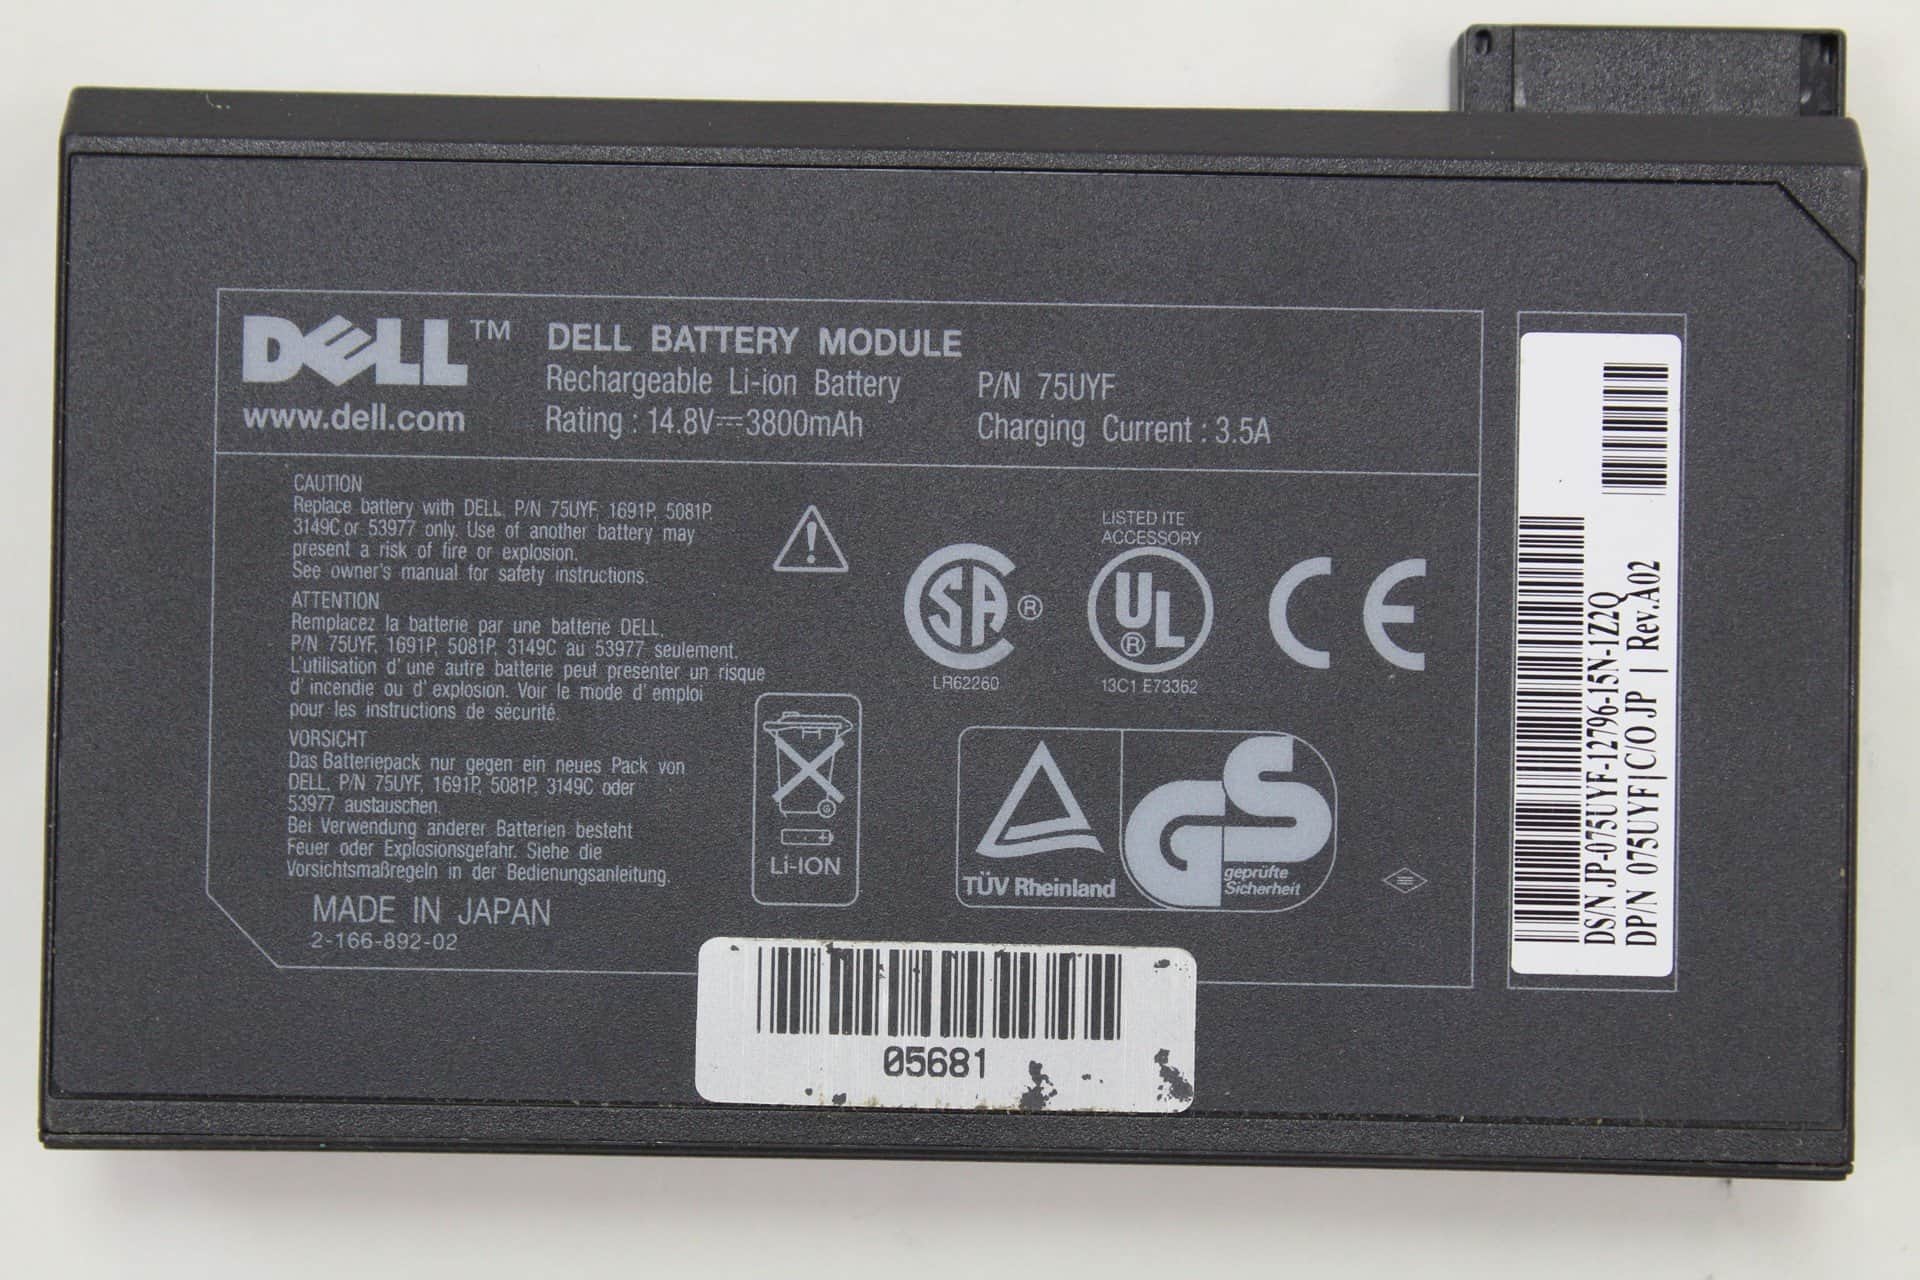 DELL™
www.dell.com
DELL BATTERY MODULE
Rechargeable Li-ion Battery
P/N 75UYF
Rating : 14.8V⎓3800mAh
Charging Current : 3.5A
CAUTION
Replace battery with DELL P/N 75UYF, 1691P, 5081P,
3149C or 53977 only. Use of another battery may
present a risk of fire or explosion.
See owner's manual for safety instructions.
ATTENTION
Remplacez la batterie par une batterie DELL,
P/N 75UYF, 1691P, 5081P, 3149C au 53977 seulement.
L'utilisation d'une autre batterie peut presenter un risque
d'incendie ou d'explosion. Voir le mode d'emploi
pour les instructions de sécurité.
VORSICHT
Das Batteriepack nur gegen ein neues Pack von
DELL, P/N 75UYF, 1691P, 5081P, 3149C oder
53977 austauschen.
Bei Verwendung anderer Batterien besteht
Feuer oder Explosionsgefahr. Siehe die
Vorsichtsmaßregeln in der Bedienungsanleitung.
MADE IN JAPAN
2-166-892-02
SA ®
LR62260
LISTED ITE
ACCESSORY
UL ®
13C1 E73362
CE
Li-ION
TÜV Rheinland
GS
geprüfte
Sicherheit
05681
DS/N JP-075UYF-12796-15N-1Z2Q
DP/N 075UYF|C/O JP | Rev.A02